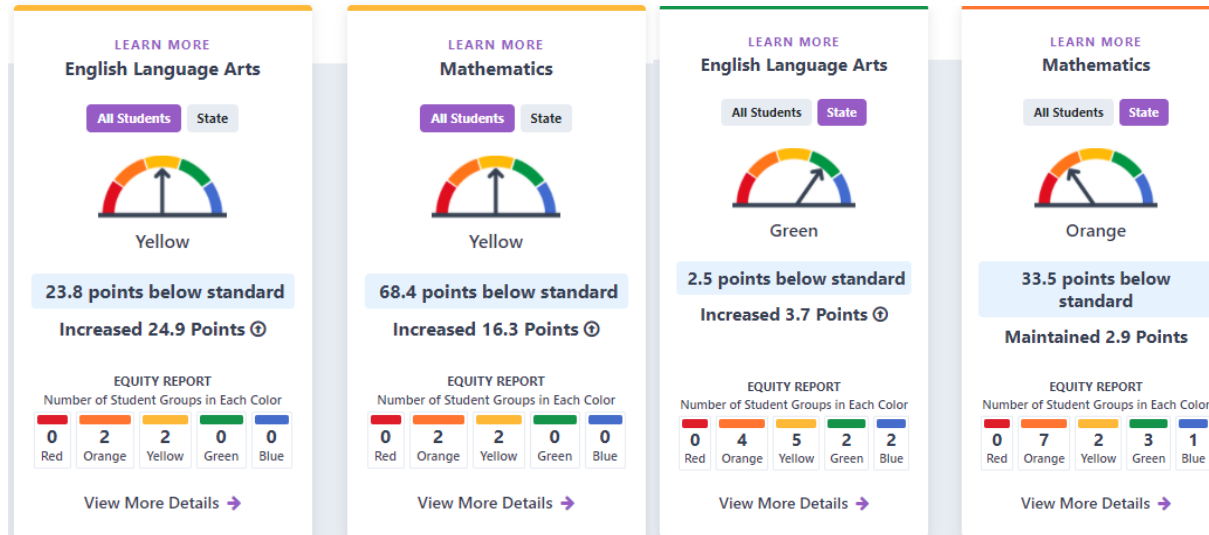 LEARN MORE
English Language Arts
All Students State
Yellow
23.8 points below standard
Increased 24.9 Points
EQUITY REPORT
Number of Student Groups in Each Color
0 2 2 0 0
Red Orange Yellow Green Blue
View More Details
LEARN MORE
Mathematics
All Students State
Yellow
68.4 points below standard
Increased 16.3 Points
EQUITY REPORT
Number of Student Groups in Each Color
0 2 2 0 0
Red Orange Yellow Green Blue
View More Details
LEARN MORE
English Language Arts
All Students State
Green
2.5 points below standard
Increased 3.7 Points
EQUITY REPORT
Number of Student Groups in Each Color
0 4 5 2 2
Red Orange Yellow Green Blue
View More Details
LEARN MORE
Mathematics
All Students State
Orange
33.5 points below
standard
Maintained 2.9 Points
EQUITY REPORT
Number of Student Groups in Each Color
0 7 2 3 1
Red Orange Yellow Green Blue
View More Details